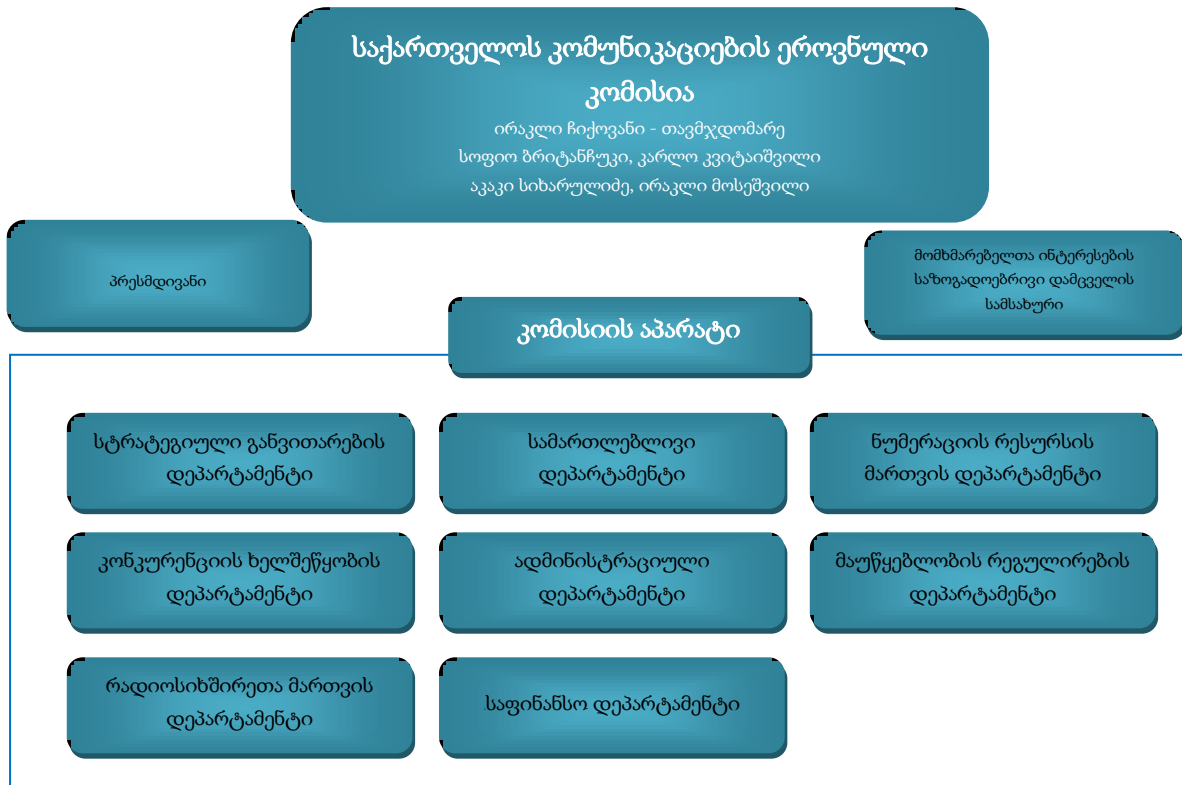 საქართველოს კომუნიკაციების ეროვნული
კომისია
ირაკლი ჩიქოვანი - თავმჯდომარე
სოფიო ბრიტანჩუკი, კარლო კვიტაიშვილი
აკაკი სიხარულიძე, ირაკლი მოსეშვილი
პრესმდივანი
მომხმარებელთა ინტერესების
საზოგადოებრივი დამცველის
სამსახური
კომისიის აპარატი
სტრატეგიული განვითარების
დეპარტამენტი
სამართლებლივი
დეპარტამენტი
ნუმერაციის რესურსის
მართვის დეპარტამენტი
კონკურენციის ხელშეწყობის
დეპარტამენტი
ადმინისტრაციული
დეპარტამენტი
მაუწყებლობის რეგულირების
დეპარტამენტი
რადიოსიხშირეთა მართვის
დეპარტამენტი
საფინანსო დეპარტამენტი